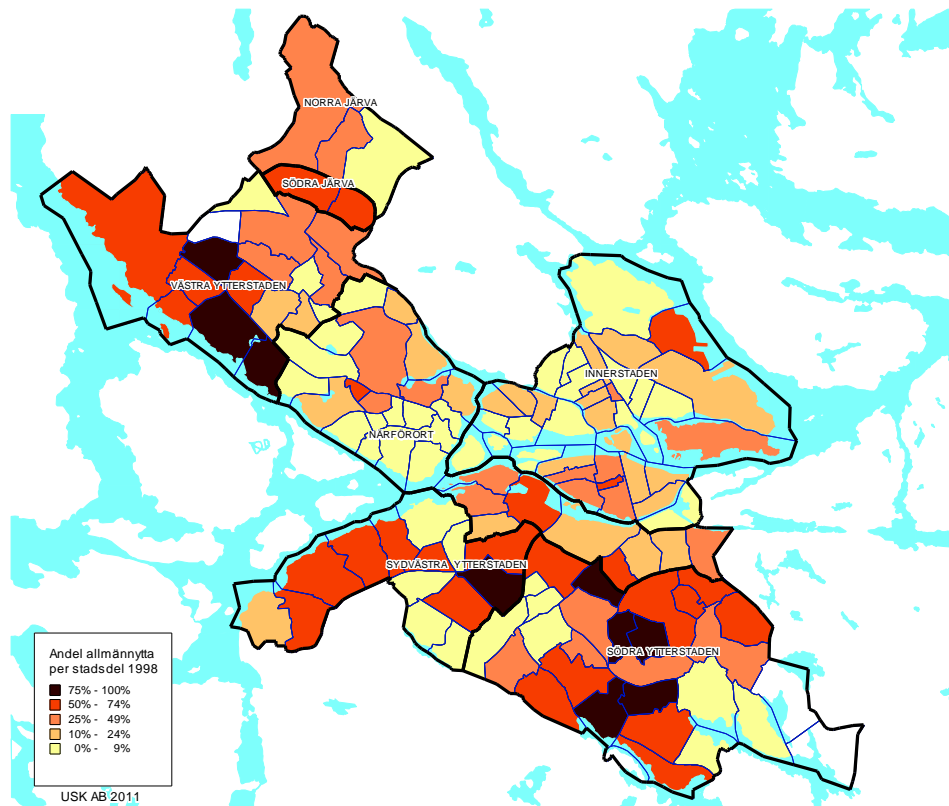 NORRA JÄRVA
SÖDRA JÄRVA
VÄSTRA YTTERSTADEN
INNERSTADEN
NÄRFÖRORT
SYDVÄSTRA YTTERSTADEN
SÖDRA YTTERSTADEN
Andel allmännytta
per stadsdel 1998
75% - 100%
50% - 74%
25% - 49%
10% - 24%
0% - 9%
USK AB 2011